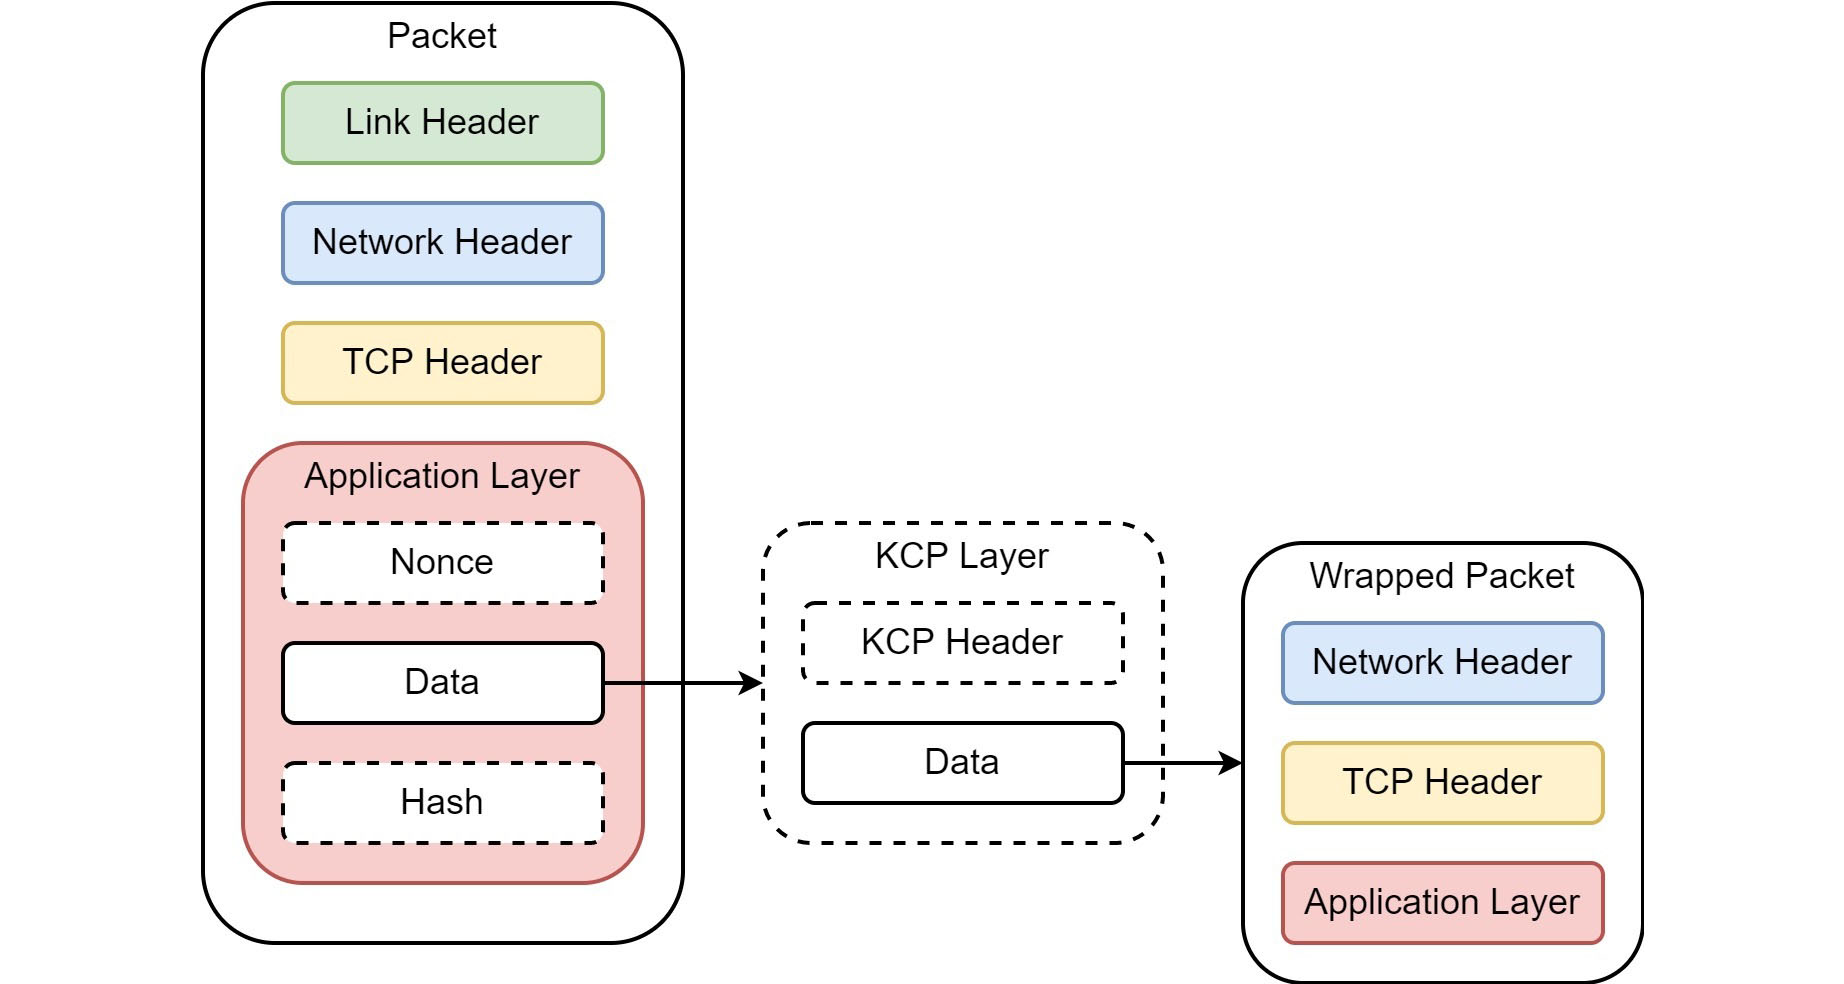 Packet
Link Header
Network Header
TCP Header
Application Layer
Nonce
Data
Hash
KCP Layer
KCP Header
Data
Wrapped Packet
Network Header
TCP Header
Application Layer